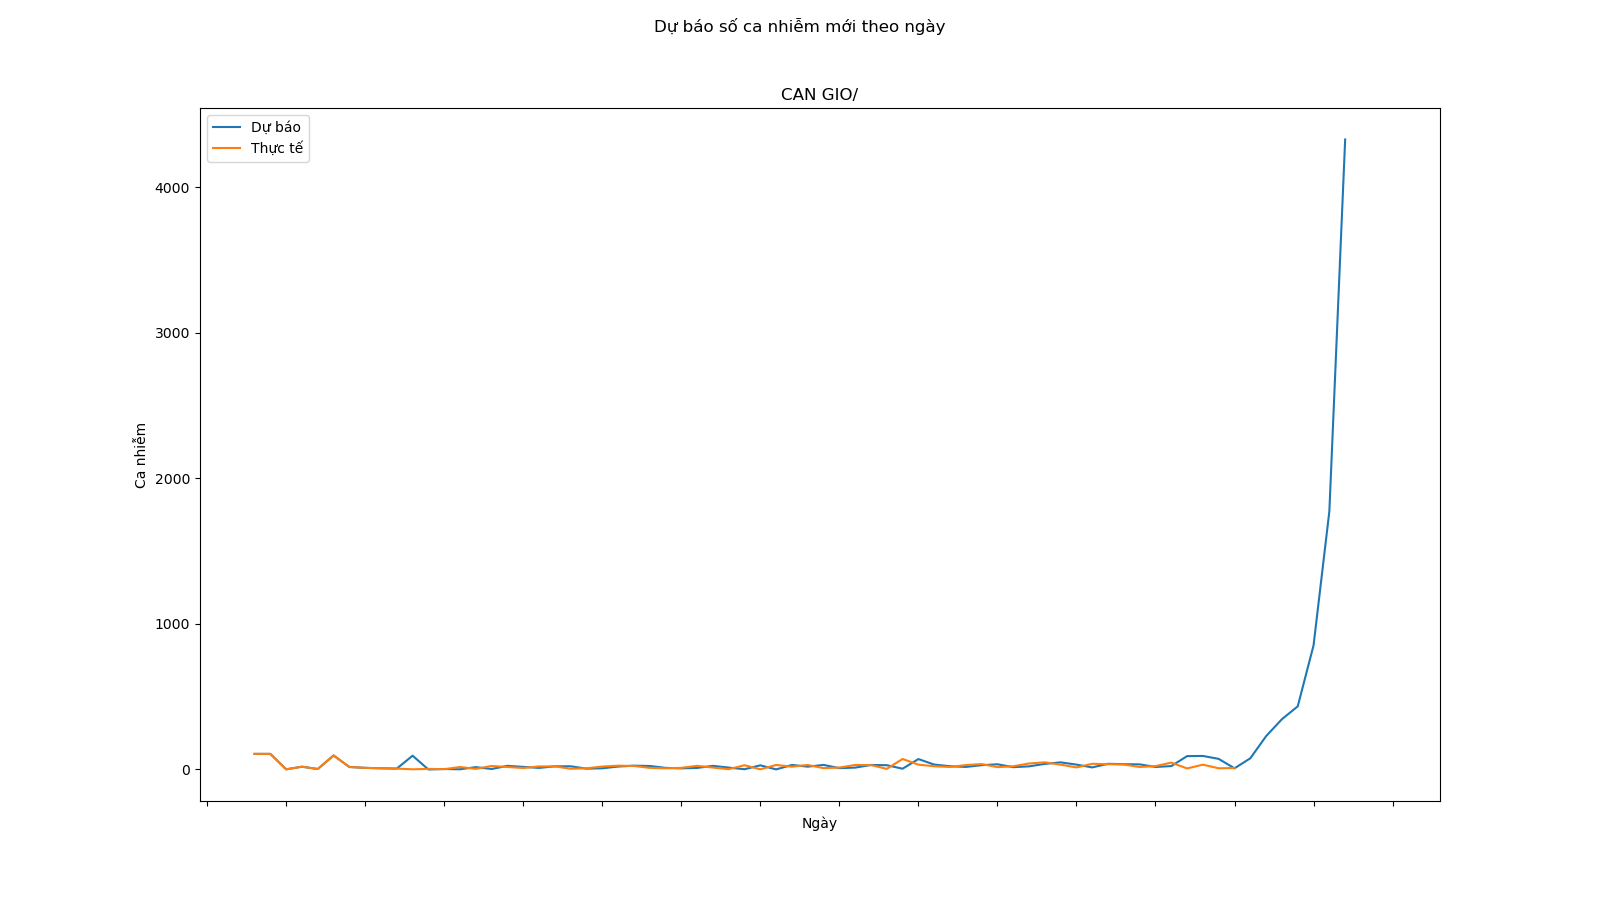 Dự báo số ca nhiễm mới theo ngày
CAN GIO/
Dự báo
Thực tế
4000
3000
2000
1000
0
Ca nhiễm
Ngày